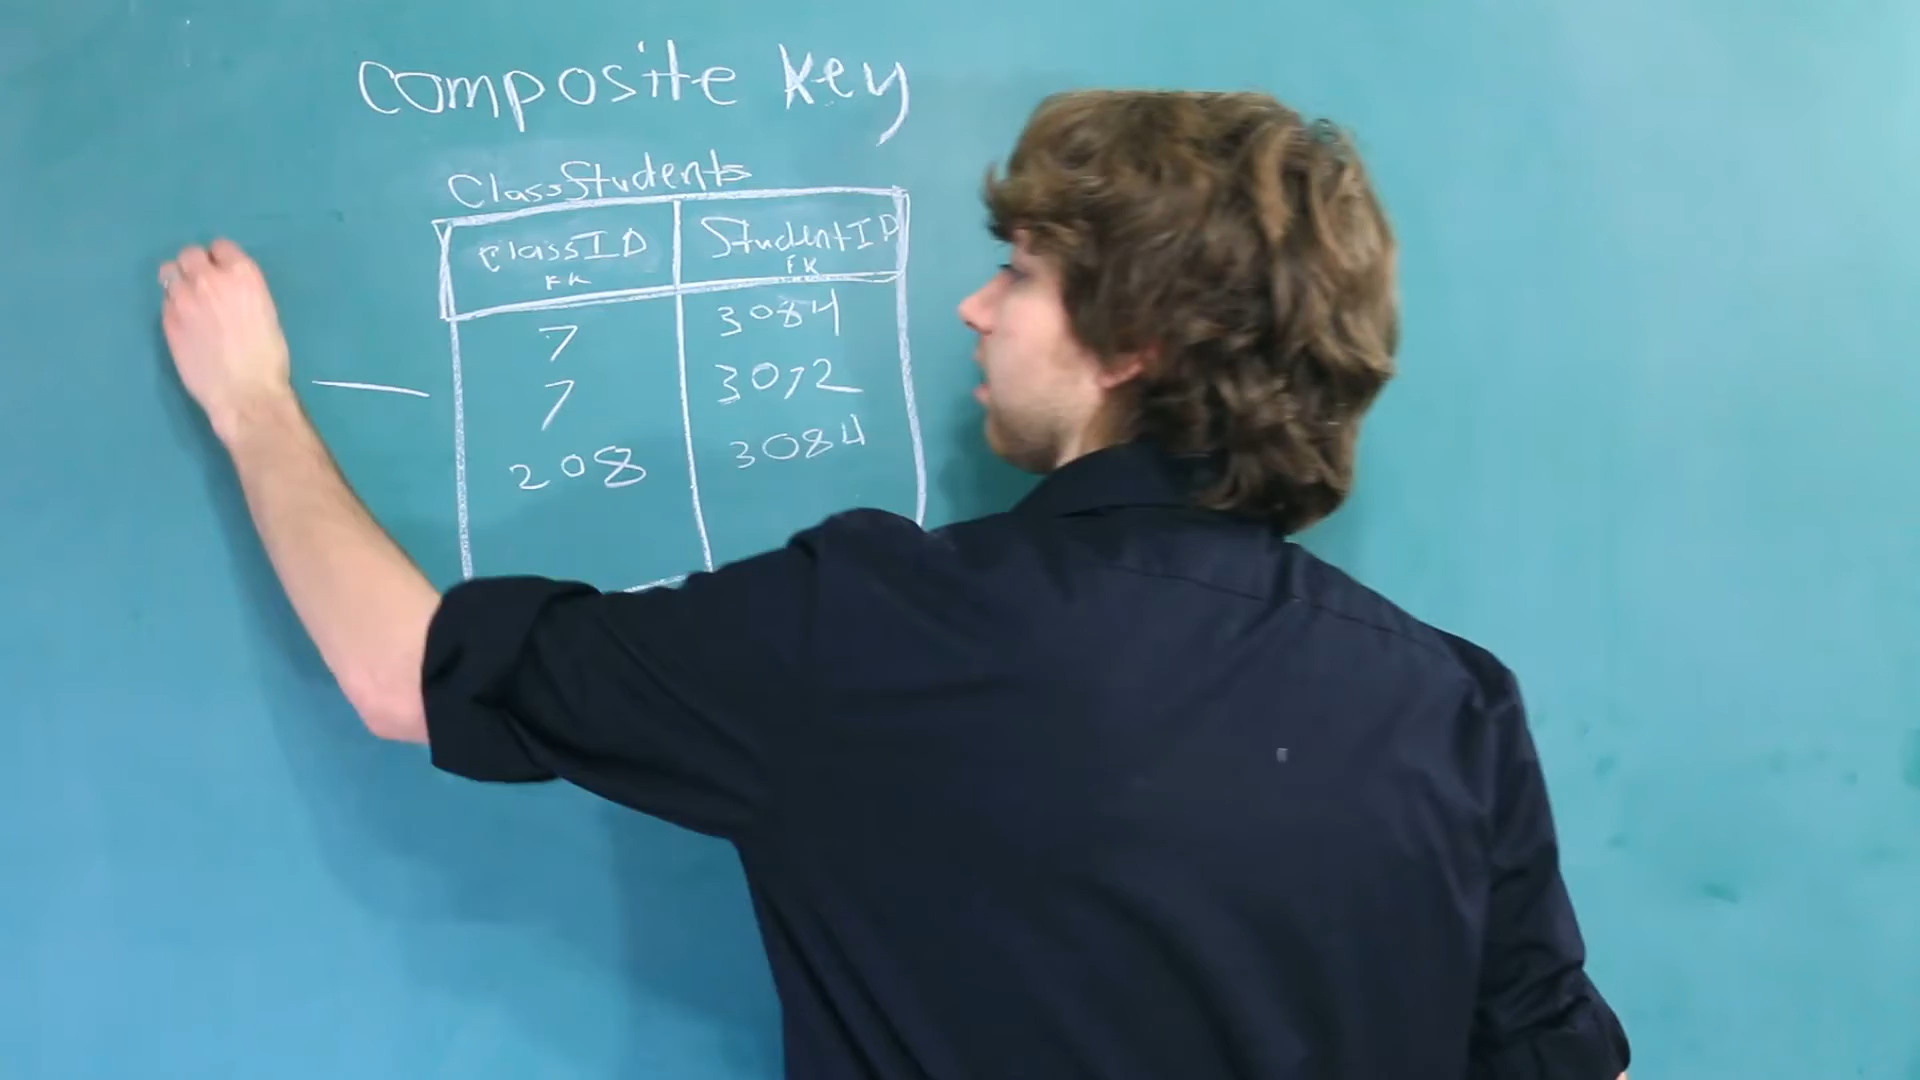 composite key
ClassStudents
ClassID StudentID
FK FK
7 3084
7 3072
208 3084